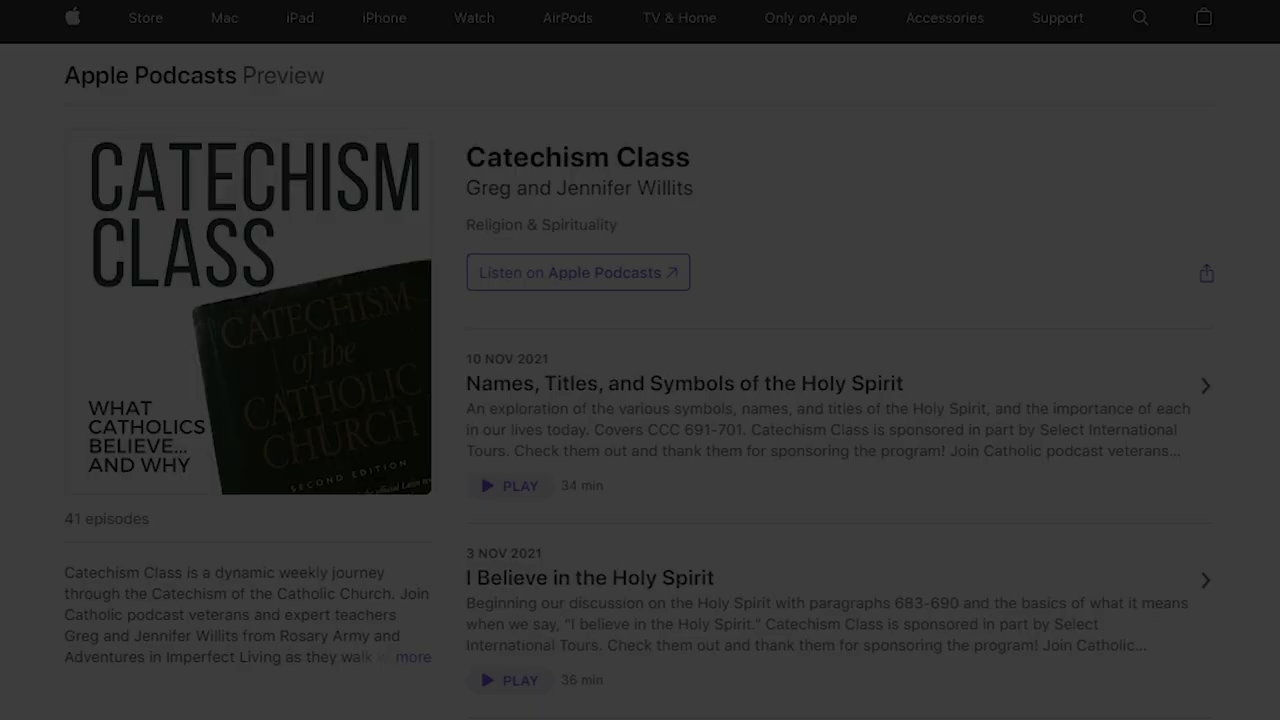 Store Mac iPad iPhone Watch AirPods TV & Home Only on Apple Accessories Support
Apple Podcasts Preview
CATECHISM
CLASS
CATECHISM
of the
CATHOLIC
CHURCH
SECOND EDITION
WHAT
CATHOLICS
BELIEVE...
AND WHY
41 episodes
Catechism Class is a dynamic weekly journey
through the Catechism of the Catholic Church. Join
Catholic podcast veterans and expert teachers
Greg and Jennifer Willits from Rosary Army and
Adventures in Imperfect Living as they walk more
Catechism Class
Greg and Jennifer Willits
Religion & Spirituality
Listen on Apple Podcasts ↗
10 NOV 2021
Names, Titles, and Symbols of the Holy Spirit
An exploration of the various symbols, names, and titles of the Holy Spirit, and the importance of each
in our lives today. Covers CCC 691-701. Catechism Class is sponsored in part by Select International
Tours. Check them out and thank them for sponsoring the program! Join Catholic podcast veterans...
PLAY 34 min
3 NOV 2021
I Believe in the Holy Spirit
Beginning our discussion on the Holy Spirit with paragraphs 683-690 and the basics of what it means
when we say, "I believe in the Holy Spirit." Catechism Class is sponsored in part by Select
International Tours. Check them out and thank them for sponsoring the program! Join Catholic...
PLAY 36 min